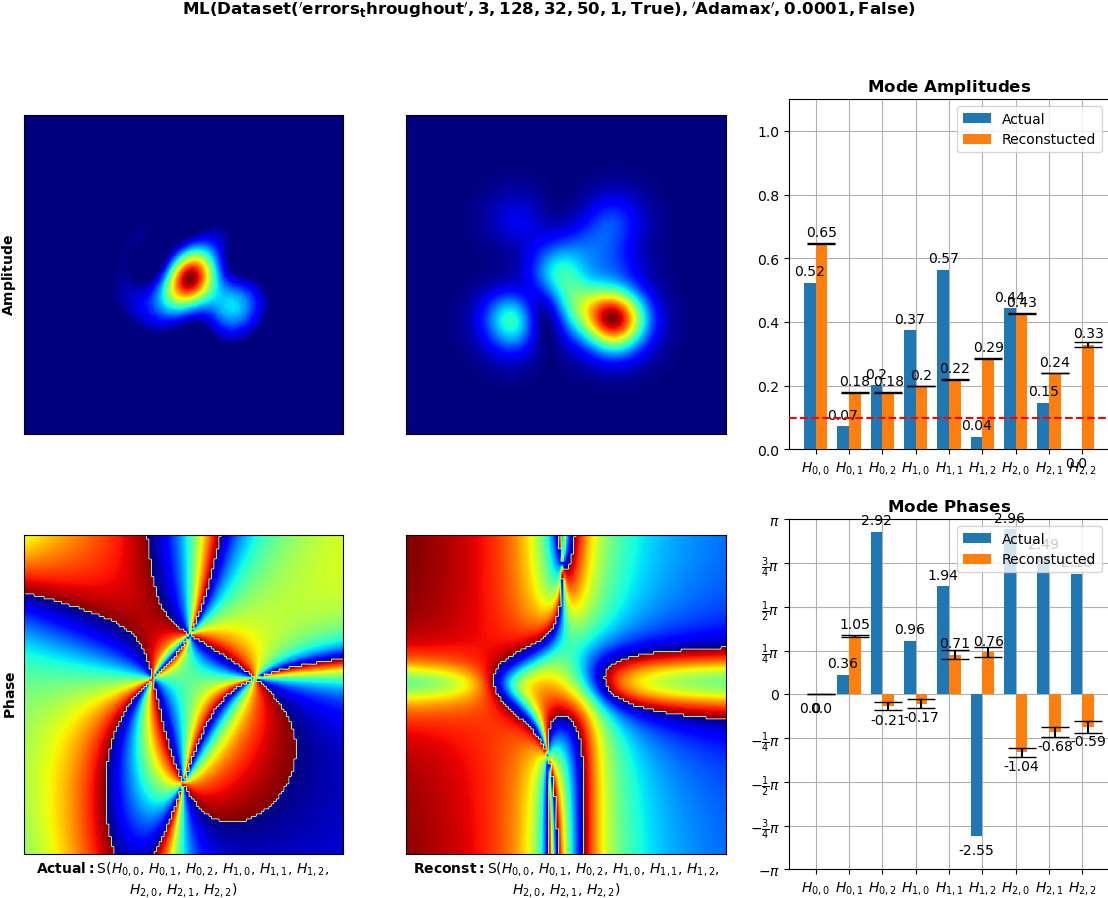 ML(Dataset('errors_throughout', 3, 128, 32, 50, 1, True), 'Adamax', 0.0001, False)
Amplitude
Mode Amplitudes
Actual
Reconstucted
1.0
0.8
0.6
0.4
0.2
0.0
0.52
0.65
0.07
0.18
0.2
0.18
0.37
0.2
0.57
0.22
0.04
0.29
0.44
0.43
0.15
0.24
0.0
0.33
H0,0 H0,1 H0,2 H1,0 H1,1 H1,2 H2,0 H2,1 H2,2
Phase
Actual: S(H0,0, H0,1, H0,2, H1,0, H1,1, H1,2,
H2,0, H2,1, H2,2)
Reconst: S(H0,0, H0,1, H0,2, H1,0, H1,1, H1,2,
H2,0, H2,1, H2,2)
Mode Phases
Actual
Reconstucted
π
3/4π
1/2π
1/4π
0
−1/4π
−1/2π
−3/4π
−π
0.0
0.0
0.36
1.05
2.92
-0.21
0.96
-0.17
1.94
0.71
-2.55
0.76
2.96
-1.04
2.49
-0.68
-0.59
H0,0 H0,1 H0,2 H1,0 H1,1 H1,2 H2,0 H2,1 H2,2